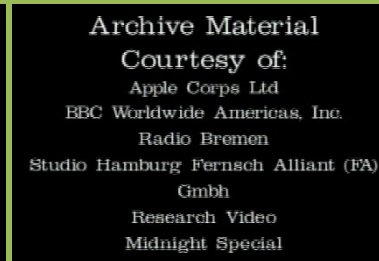 Archive Material
Courtesy of:
Apple Corps Ltd
BBC Worldwide Americas, Inc.
Radio Bremen
Studio Hamburg Fernsch Alliant (FA)
Gmbh
Research Video
Midnight Special